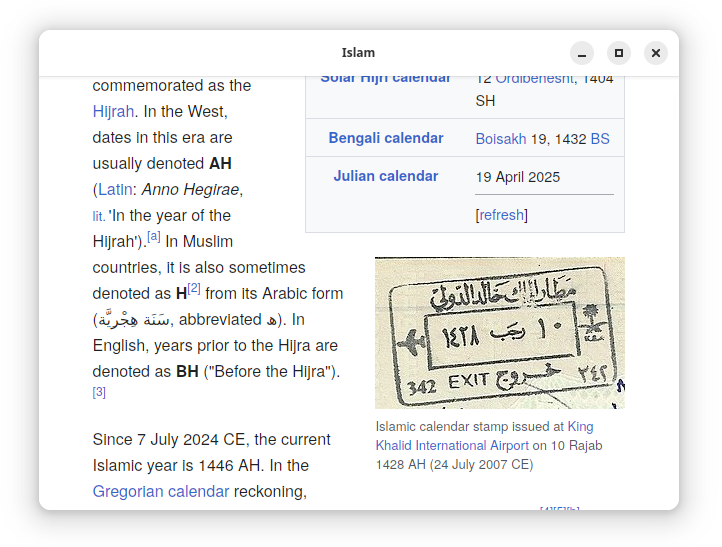 Islam
commemorated as the
Hijrah. In the West,
dates in this era are
usually denoted AH
(Latin: Anno Hegirae,
lit. 'In the year of the
Hijrah').[a] In Muslim
countries, it is also sometimes
denoted as H[2] from its Arabic form
(سَنَة هِجْرِيَّة, abbreviated ه). In
English, years prior to the Hijra are
denoted as BH ("Before the Hijra").
[3]
Since 7 July 2024 CE, the current
Islamic year is 1446 AH. In the
Gregorian calendar reckoning,
Solar Hijri calendar 12 Ordibehesht, 1404
SH
Bengali calendar Boisakh 19, 1432 BS
Julian calendar 19 April 2025
[refresh]
مطار الملك خالد الدولي
١٠ رجب ١٤٢٨
342 EXIT خروج ٣٤٢
Islamic calendar stamp issued at King
Khalid International Airport on 10 Rajab
1428 AH (24 July 2007 CE)